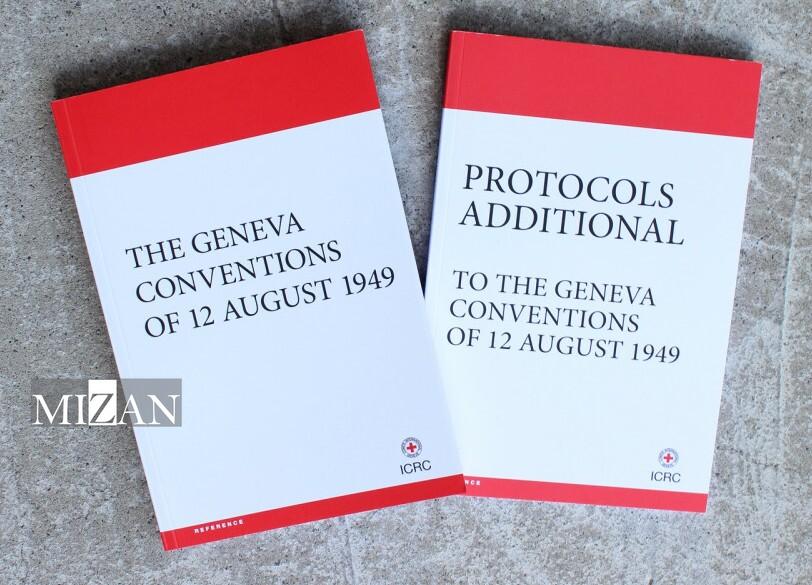 THE GENEVA
CONVENTIONS
OF 12 AUGUST 1949
ICRC
REFERENCE
PROTOCOLS
ADDITIONAL
TO THE GENEVA
CONVENTIONS
OF 12 AUGUST 1949
ICRC
NCE
MIZAN